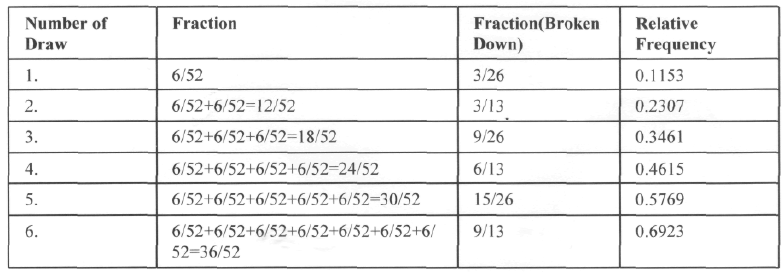 Number of Draw	Fraction	Fraction(Broken Down)	Relative Frequency
1.	6/52	3/26	0.1153
2.	6/52+6/52=12/52	3/13	0.2307
3.	6/52+6/52+6/52=18/52	9/26	0.3461
4.	6/52+6/52+6/52+6/52=24/52	6/13	0.4615
5.	6/52+6/52+6/52+6/52+6/52=30/52	15/26	0.5769
6.	6/52+6/52+6/52+6/52+6/52+6/52+6/	9/13	0.6923
52=36/52